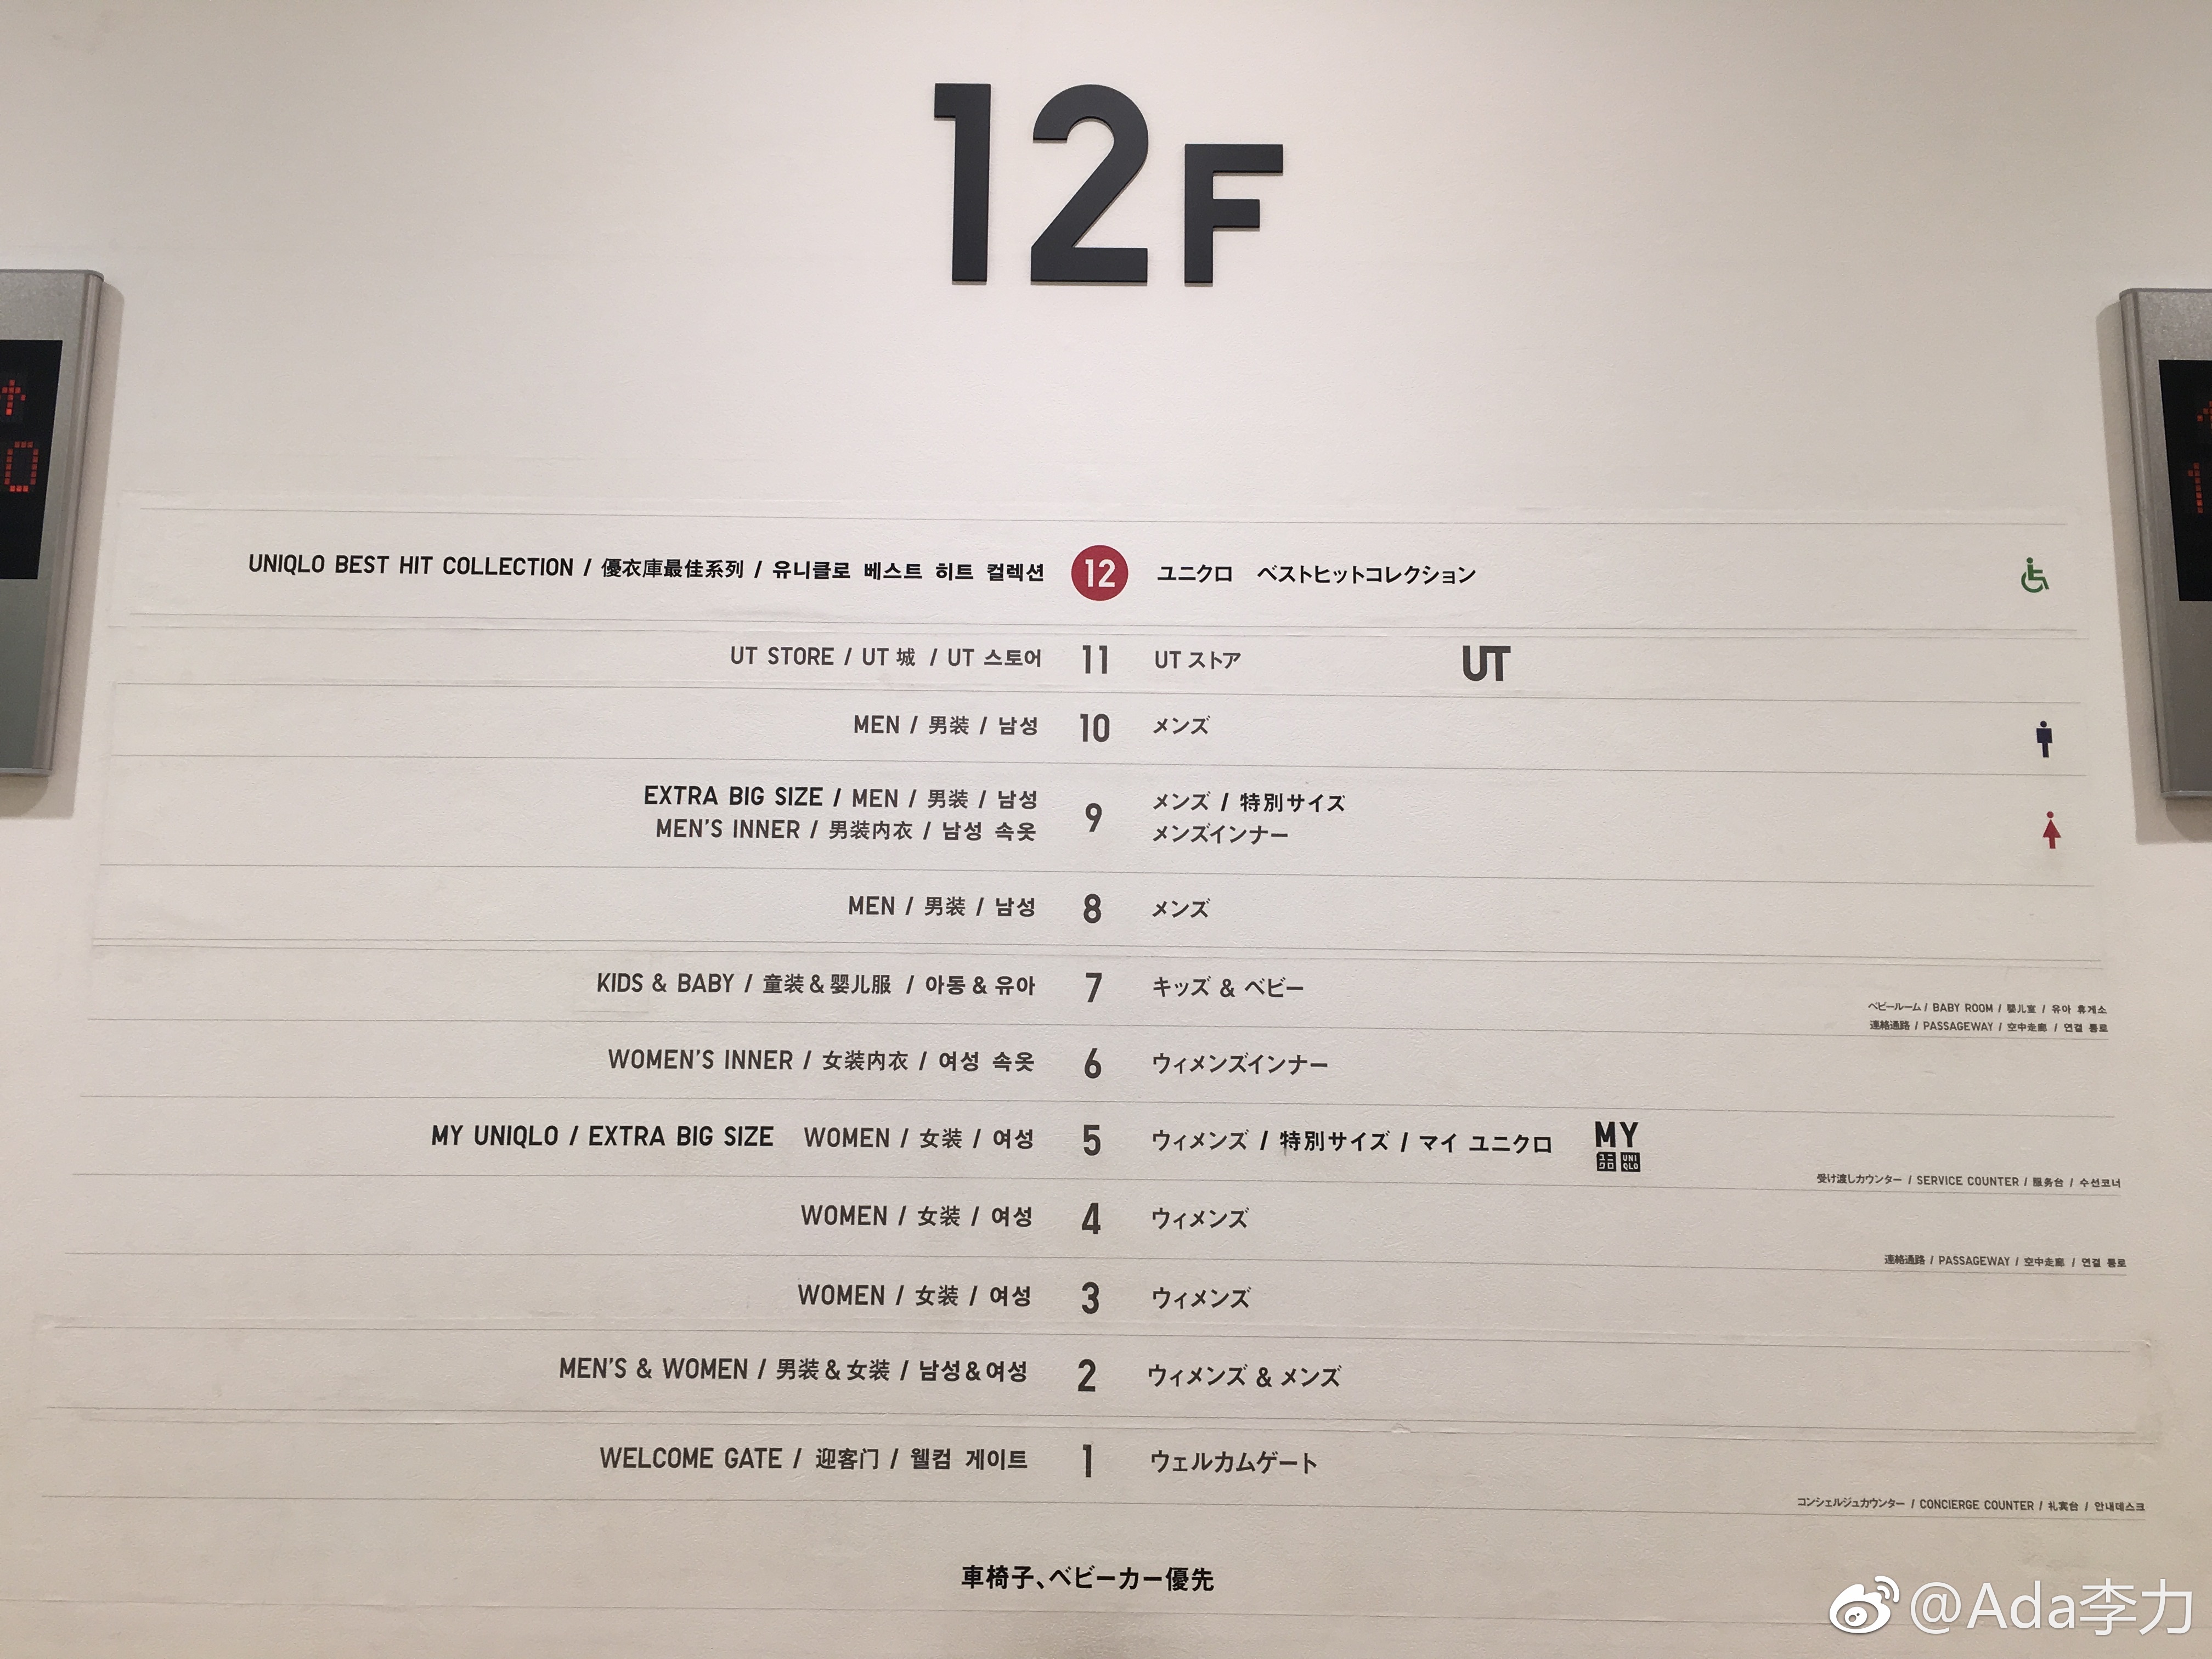 12F
UNIQLO BEST HIT COLLECTION / 優衣庫最佳系列 / 유니클로 베스트 히트 컬렉션 12 ユニクロ ベストヒットコレクション
UT STORE / UT 城 / UT 스토어 11 UT ストア UT
MEN / 男装 / 남성 10 メンズ
EXTRA BIG SIZE / MEN / 男装 / 남성 9 メンズ / 特別サイズ
MEN'S INNER / 男装内衣 / 남성 속옷 メンズインナー
MEN / 男装 / 남성 8 メンズ
KIDS & BABY / 童装 & 婴儿服 / 아동 & 유아 7 キッズ & ベビー
ベビールーム / BABY ROOM / 婴儿室 / 유아 휴게소
連絡通路 / PASSAGEWAY / 空中走廊 / 연결 통로
WOMEN'S INNER / 女装内衣 / 여성 속옷 6 ウィメンズインナー
MY UNIQLO / EXTRA BIG SIZE WOMEN / 女装 / 여성 5 ウィメンズ / 特別サイズ / マイ ユニクロ MY
ユニクロ UNIQLO
受け渡しカウンター / SERVICE COUNTER / 服务台 / 수선코너
WOMEN / 女装 / 여성 4 ウィメンズ
連絡通路 / PASSAGEWAY / 空中走廊 / 연결 통로
WOMEN / 女装 / 여성 3 ウィメンズ
MEN'S & WOMEN / 男装 & 女装 / 남성&여성 2 ウィメンズ & メンズ
WELCOME GATE / 迎客门 / 웰컴 게이트 1 ウェルカムゲート
コンシェルジュカウンター / CONCIERGE COUNTER / 礼宾台 / 안내데스크
車椅子、ベビーカー優先
@Ada李力